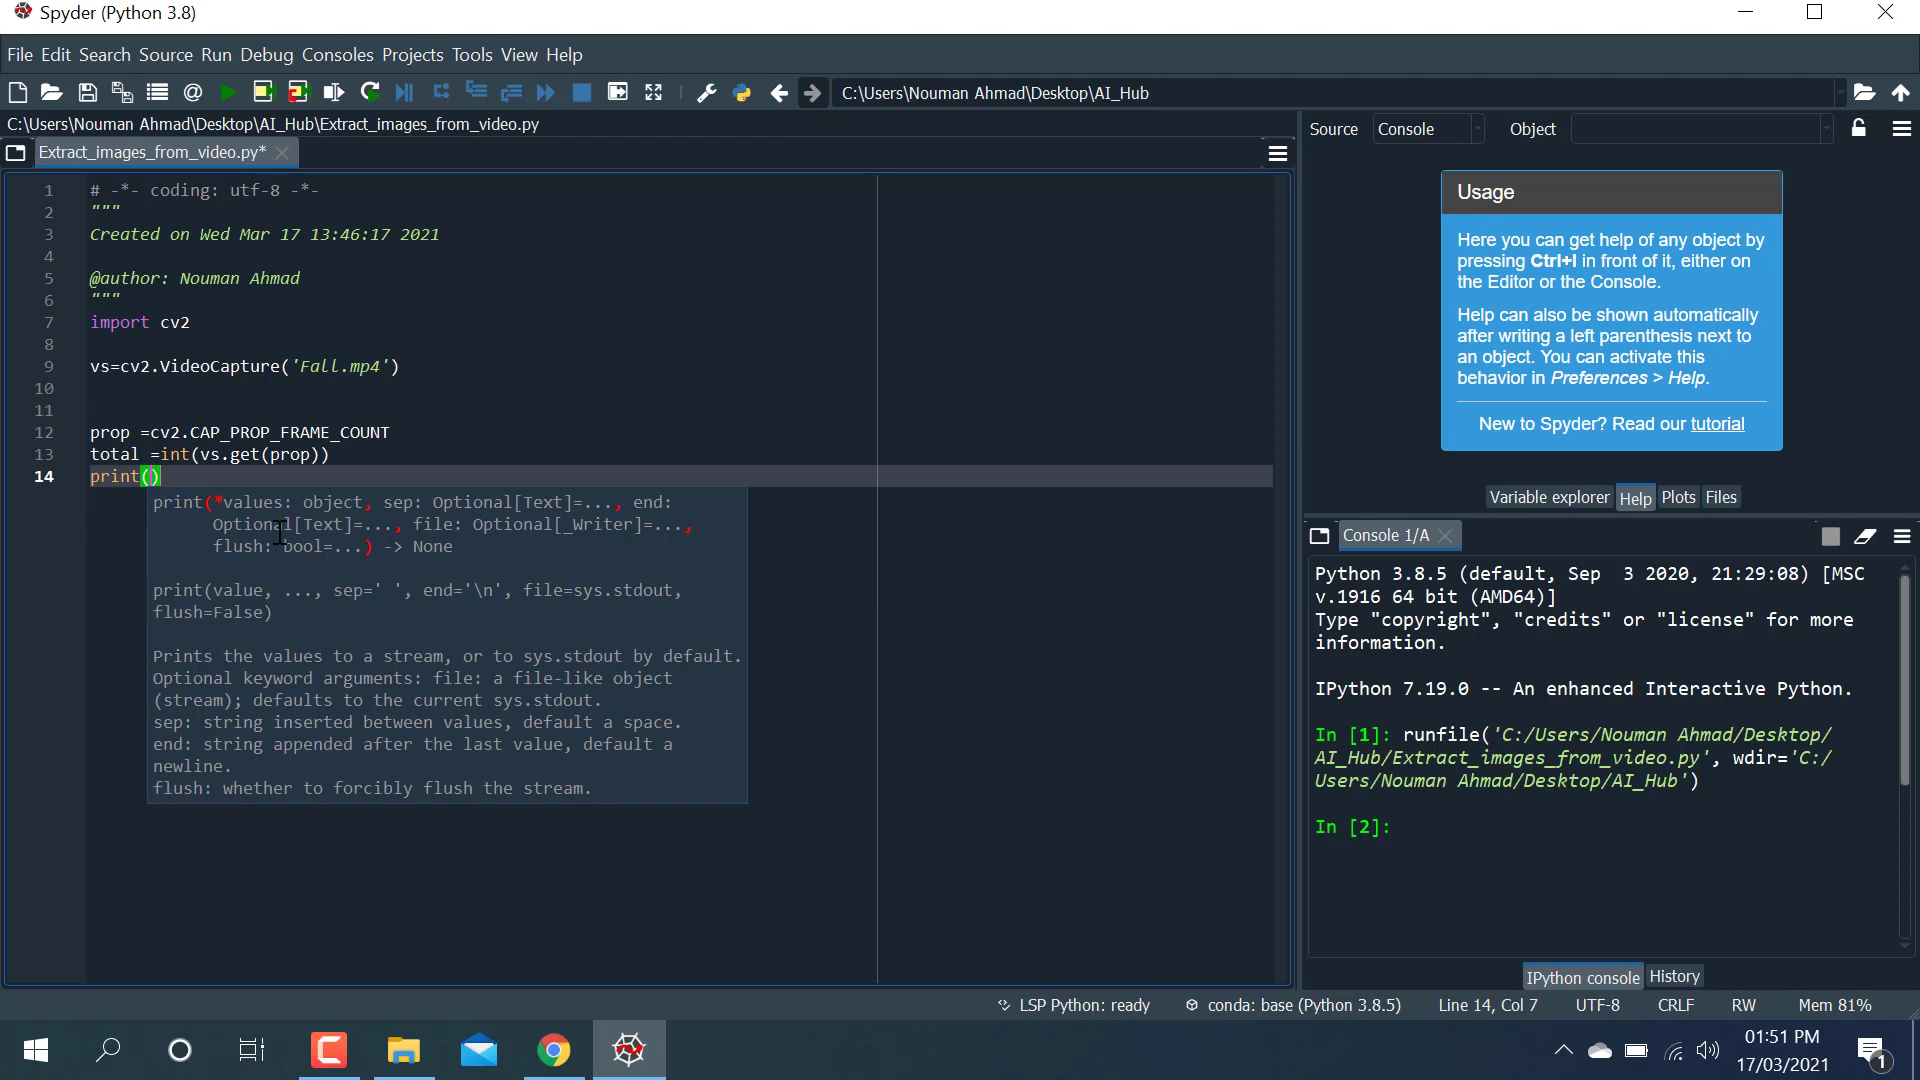 Spyder (Python 3.8)
File Edit Search Source Run Debug Consoles Projects Tools View Help
C:\Users\Nouman Ahmad\Desktop\AI_Hub
C:\Users\Nouman Ahmad\Desktop\AI_Hub\Extract_images_from_video.py
Extract_images_from_video.py*
1 # -*- coding: utf-8 -*-
2 """
3 Created on Wed Mar 17 13:46:17 2021
4
5 @author: Nouman Ahmad
6 """
7 import cv2
8
9 vs=cv2.VideoCapture('Fall.mp4')
10
11
12 prop =cv2.CAP_PROP_FRAME_COUNT
13 total =int(vs.get(prop))
14 print()
print(*values: object, sep: Optional[Text]=..., end:
Optional[Text]=..., file: Optional[_Writer]=...,
flush: bool=...) -> None
print(value, ..., sep=' ', end='\n', file=sys.stdout,
flush=False)
Prints the values to a stream, or to sys.stdout by default.
Optional keyword arguments: file: a file-like object
(stream); defaults to the current sys.stdout.
sep: string inserted between values, default a space.
end: string appended after the last value, default a
newline.
flush: whether to forcibly flush the stream.
Source Console Object
Usage
Here you can get help of any object by
pressing Ctrl+I in front of it, either on
the Editor or the Console.
Help can also be shown automatically
after writing a left parenthesis next to
an object. You can activate this
behavior in Preferences > Help.
New to Spyder? Read our tutorial
Variable explorer Help Plots Files
Console 1/A
Python 3.8.5 (default, Sep  3 2020, 21:29:08) [MSC
v.1916 64 bit (AMD64)]
Type "copyright", "credits" or "license" for more
information.
IPython 7.19.0 -- An enhanced Interactive Python.
In [1]: runfile('C:/Users/Nouman Ahmad/Desktop/
AI_Hub/Extract_images_from_video.py', wdir='C:/
Users/Nouman Ahmad/Desktop/AI_Hub')
In [2]:
IPython console History
LSP Python: ready conda: base (Python 3.8.5) Line 14, Col 7 UTF-8 CRLF RW Mem 81%
01:51 PM
17/03/2021
1